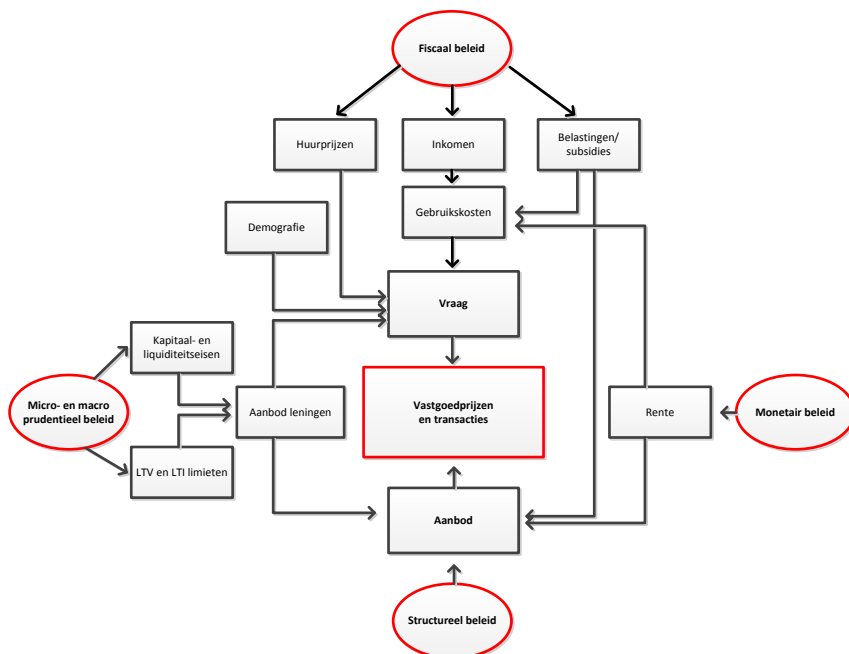 Fiscaal beleid
Huurprijzen
Inkomen
Belastingen/
subsidies
Gebruikskosten
Demografie
Vraag
Kapitaal- en
liquiditeitseisen
Micro- en macro
prudentieel beleid
Aanbod leningen
Vastgoedprijzen
en transacties
Rente
Monetair beleid
LTV en LTI limieten
Aanbod
Structureel beleid